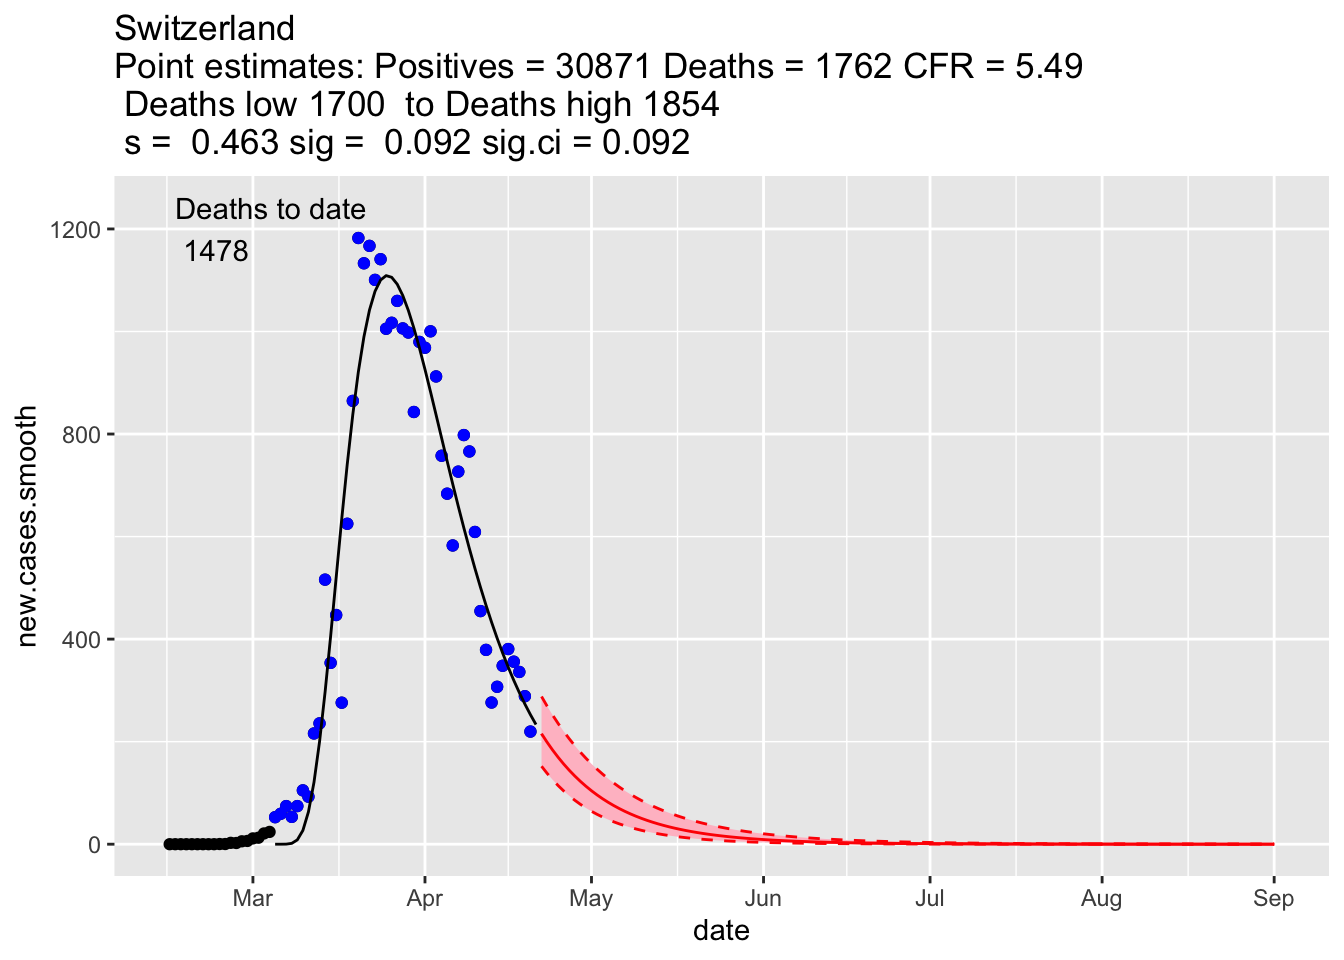 Switzerland
Point estimates: Positives = 30871 Deaths = 1762 CFR = 5.49
Deaths low 1700  to Deaths high 1854
s =  0.463 sig =  0.092 sig.ci = 0.092
Deaths to date
1478
1200
800
400
0
new.cases.smooth
Mar Apr May Jun Jul Aug Sep
date